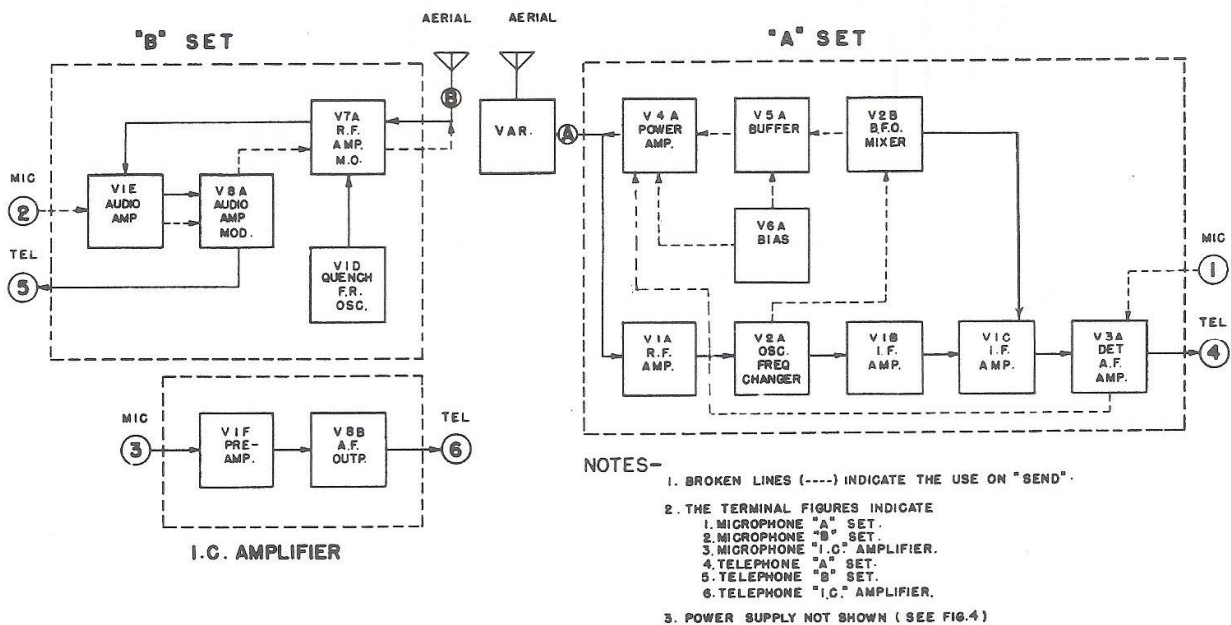 AERIAL
AERIAL
"B" SET
"A" SET
B
V7A
R.F.
AMP.
M.O.
VAR.
A
V4A
POWER
AMP.
V5A
BUFFER
V2B
B.F.O.
MIXER
MIC
2
V1E
AUDIO
AMP
V8A
AUDIO
AMP
MOD.
V6A
BIAS
MIC
1
TEL
5
V1D
QUENCH
F.R.
OSC.
V1A
R.F.
AMP.
V2A
OSC.
FREQ
CHANGER
V1B
I.F.
AMP.
V1C
I.F.
AMP.
V3A
DET
A.F.
AMP.
TEL
4
MIC
3
V1F
PRE-
AMP.
V8B
A.F.
OUTP.
TEL
6
I.C. AMPLIFIER
NOTES-
1. BROKEN LINES (----) INDICATE THE USE ON "SEND".
2. THE TERMINAL FIGURES INDICATE
1. MICROPHONE "A" SET.
2. MICROPHONE "B" SET.
3. MICROPHONE "I.C." AMPLIFIER.
4. TELEPHONE "A" SET.
5. TELEPHONE "B" SET.
6. TELEPHONE "I.C." AMPLIFIER.
3. POWER SUPPLY NOT SHOWN (SEE FIG.4)